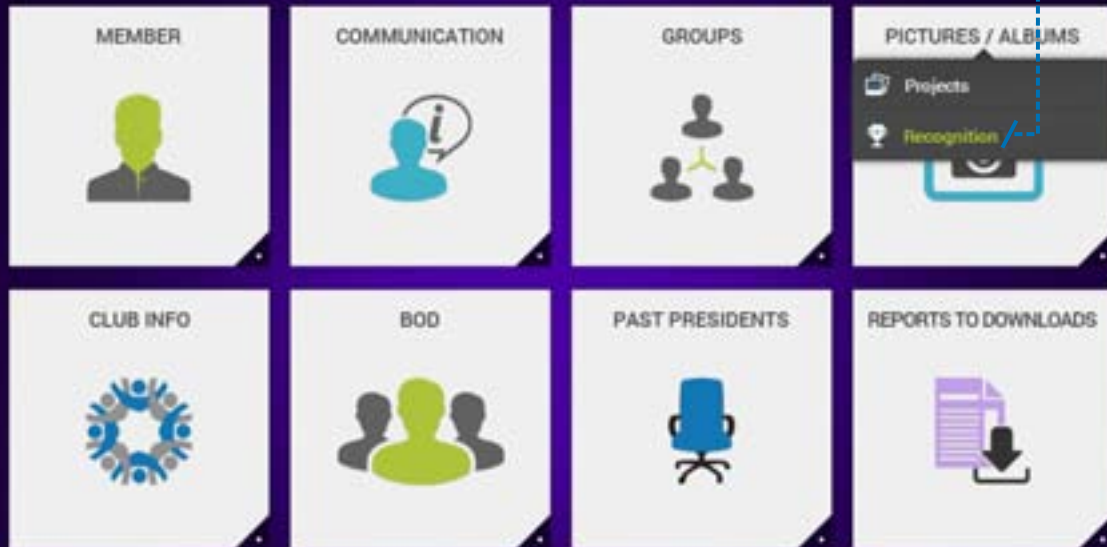 MEMBER
COMMUNICATION
GROUPS
PICTURES / ALBUMS
Projects
Recognition
CLUB INFO
BOD
PAST PRESIDENTS
REPORTS TO DOWNLOADS